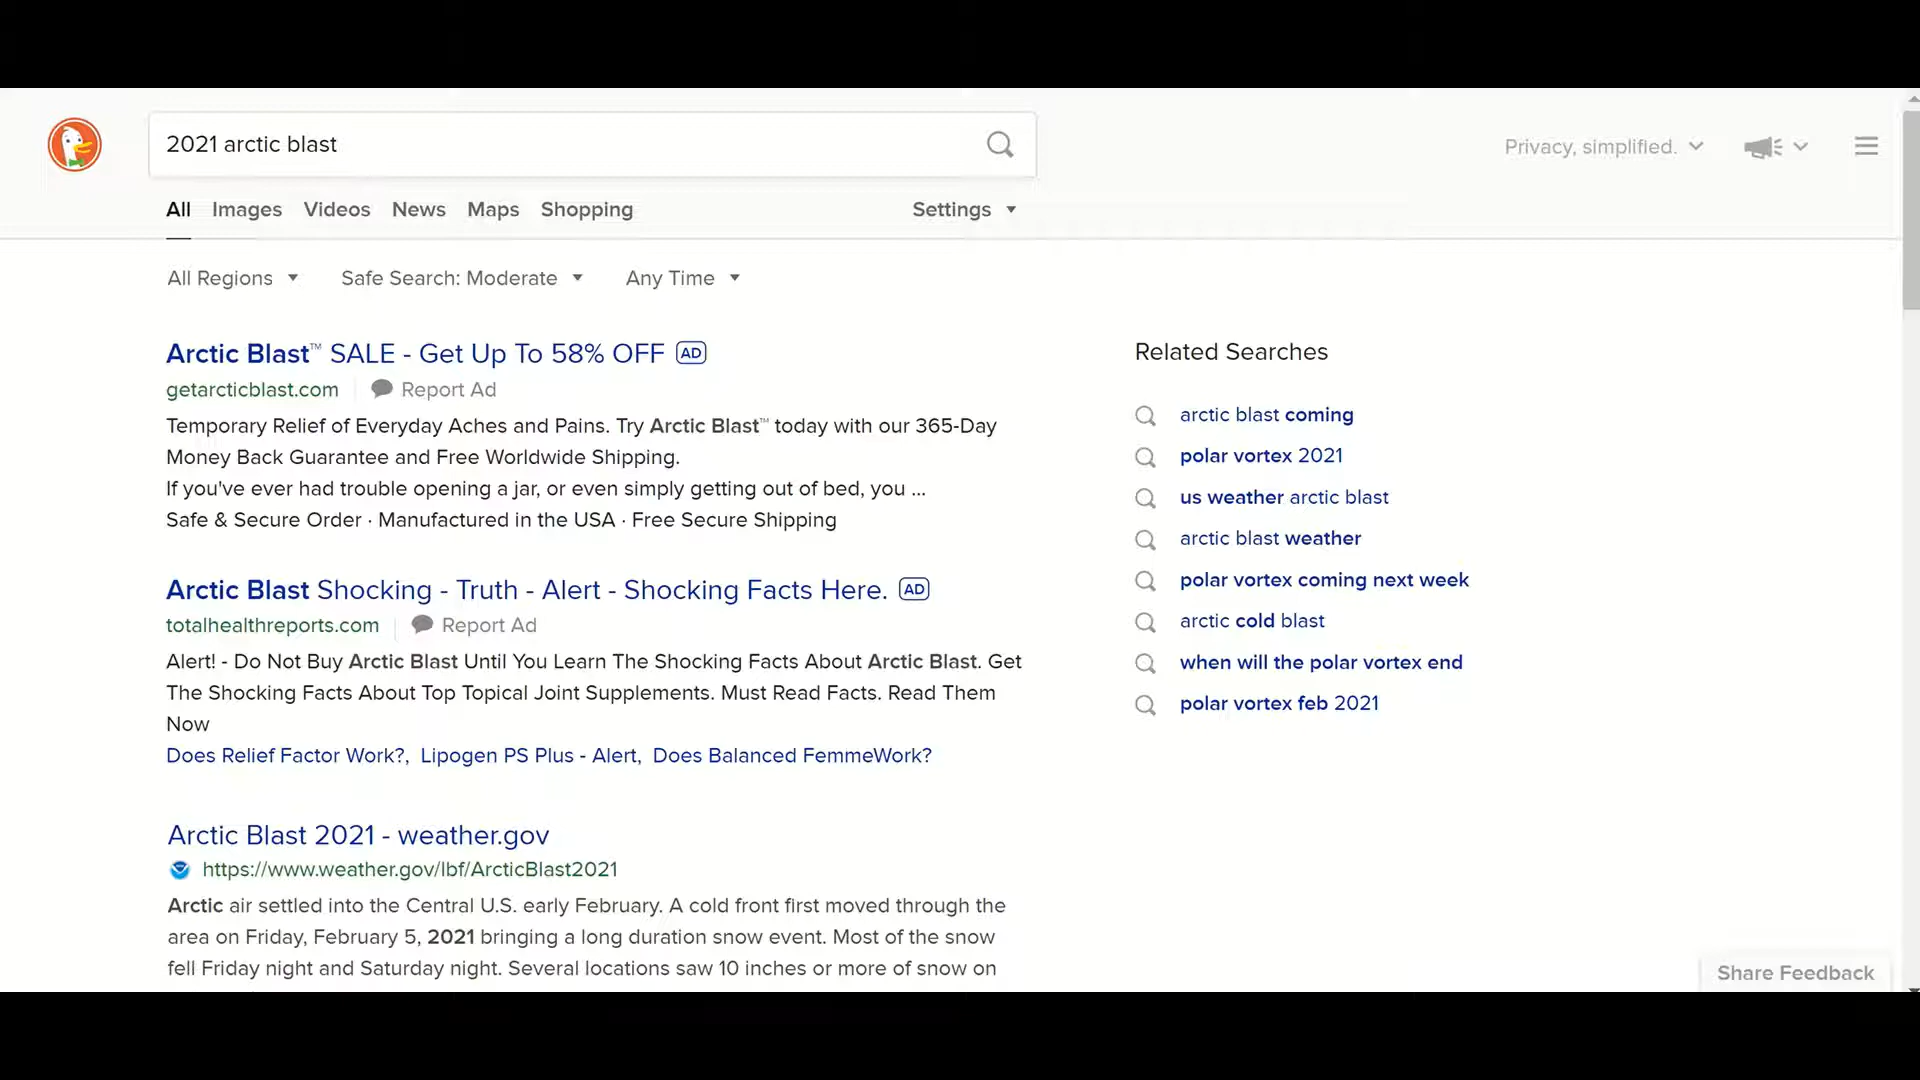 2021 arctic blast
Privacy, simplified.
All Images Videos News Maps Shopping Settings
All Regions Safe Search: Moderate Any Time
Arctic Blast™ SALE - Get Up To 58% OFF AD
getarcticblast.com Report Ad
Temporary Relief of Everyday Aches and Pains. Try Arctic Blast™ today with our 365-Day
Money Back Guarantee and Free Worldwide Shipping.
If you've ever had trouble opening a jar, or even simply getting out of bed, you ...
Safe & Secure Order · Manufactured in the USA · Free Secure Shipping
Arctic Blast Shocking - Truth - Alert - Shocking Facts Here. AD
totalhealthreports.com Report Ad
Alert! - Do Not Buy Arctic Blast Until You Learn The Shocking Facts About Arctic Blast. Get
The Shocking Facts About Top Topical Joint Supplements. Must Read Facts. Read Them
Now
Does Relief Factor Work?, Lipogen PS Plus - Alert, Does Balanced FemmeWork?
Arctic Blast 2021 - weather.gov
https://www.weather.gov/lbf/ArcticBlast2021
Arctic air settled into the Central U.S. early February. A cold front first moved through the
area on Friday, February 5, 2021 bringing a long duration snow event. Most of the snow
fell Friday night and Saturday night. Several locations saw 10 inches or more of snow on
Related Searches
arctic blast coming
polar vortex 2021
us weather arctic blast
arctic blast weather
polar vortex coming next week
arctic cold blast
when will the polar vortex end
polar vortex feb 2021
Share Feedback